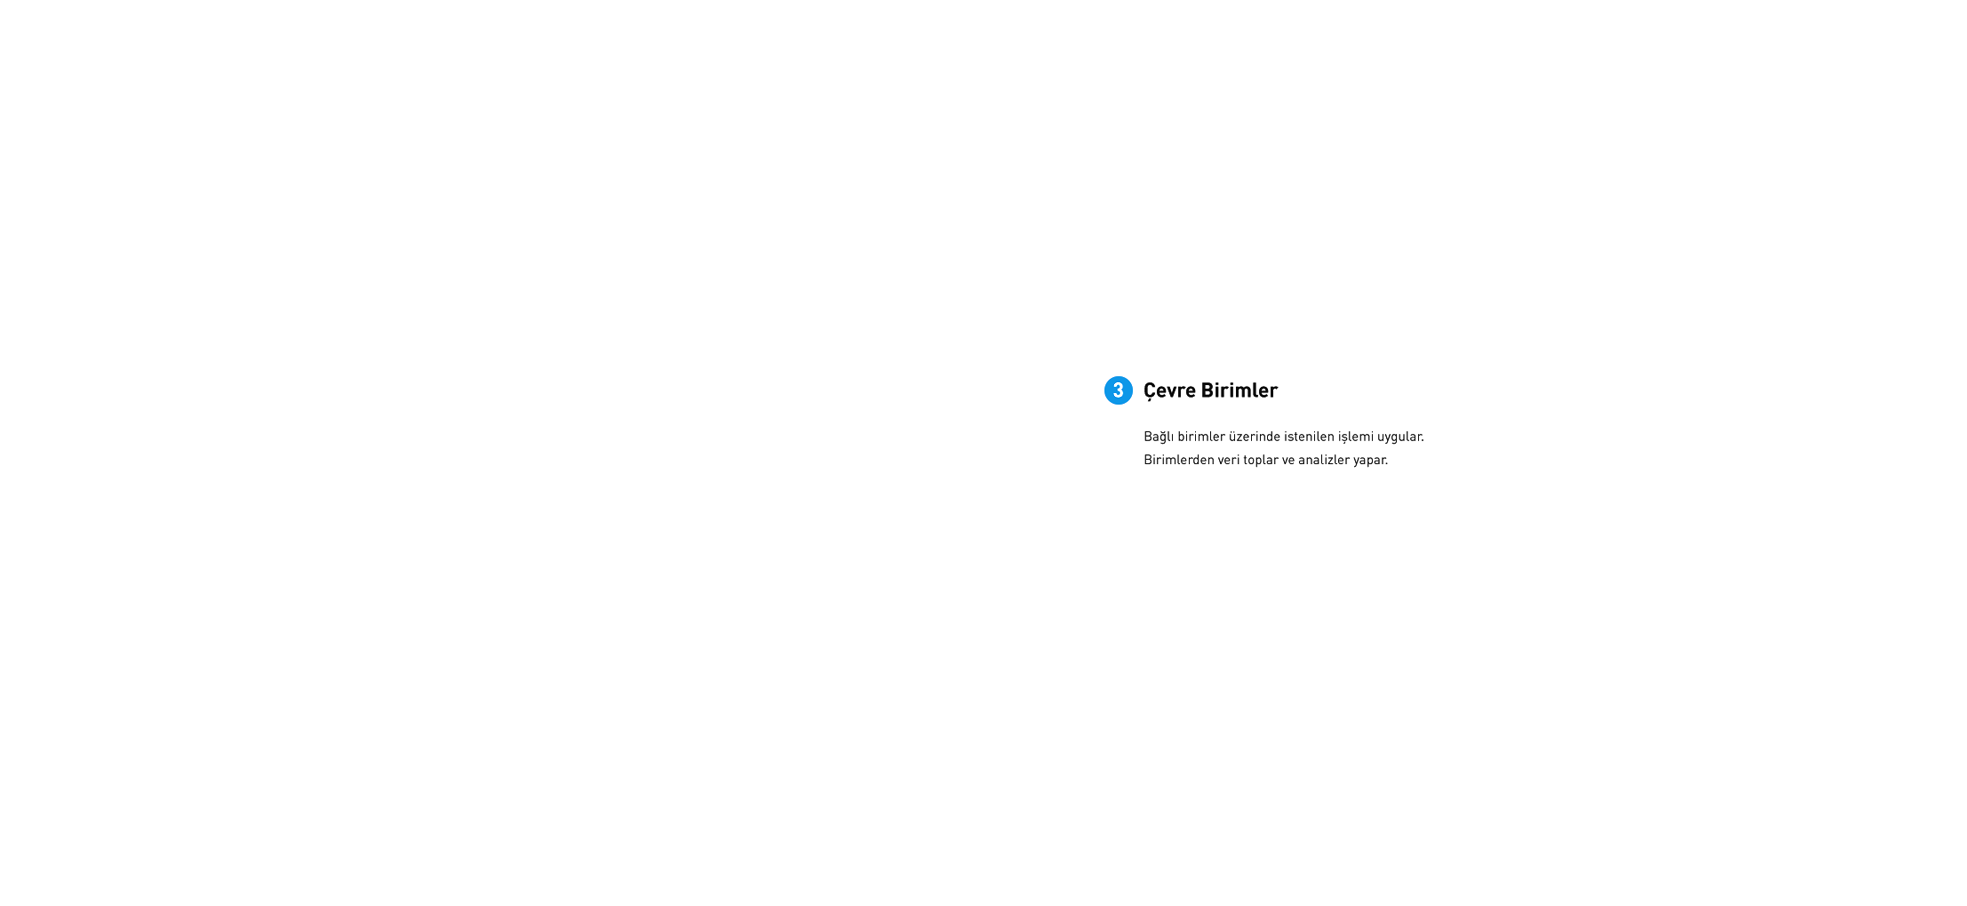 3 Çevre Birimler
Bağlı birimler üzerinde istenilen işlemi uygular.
Birimlerden veri toplar ve analizler yapar.